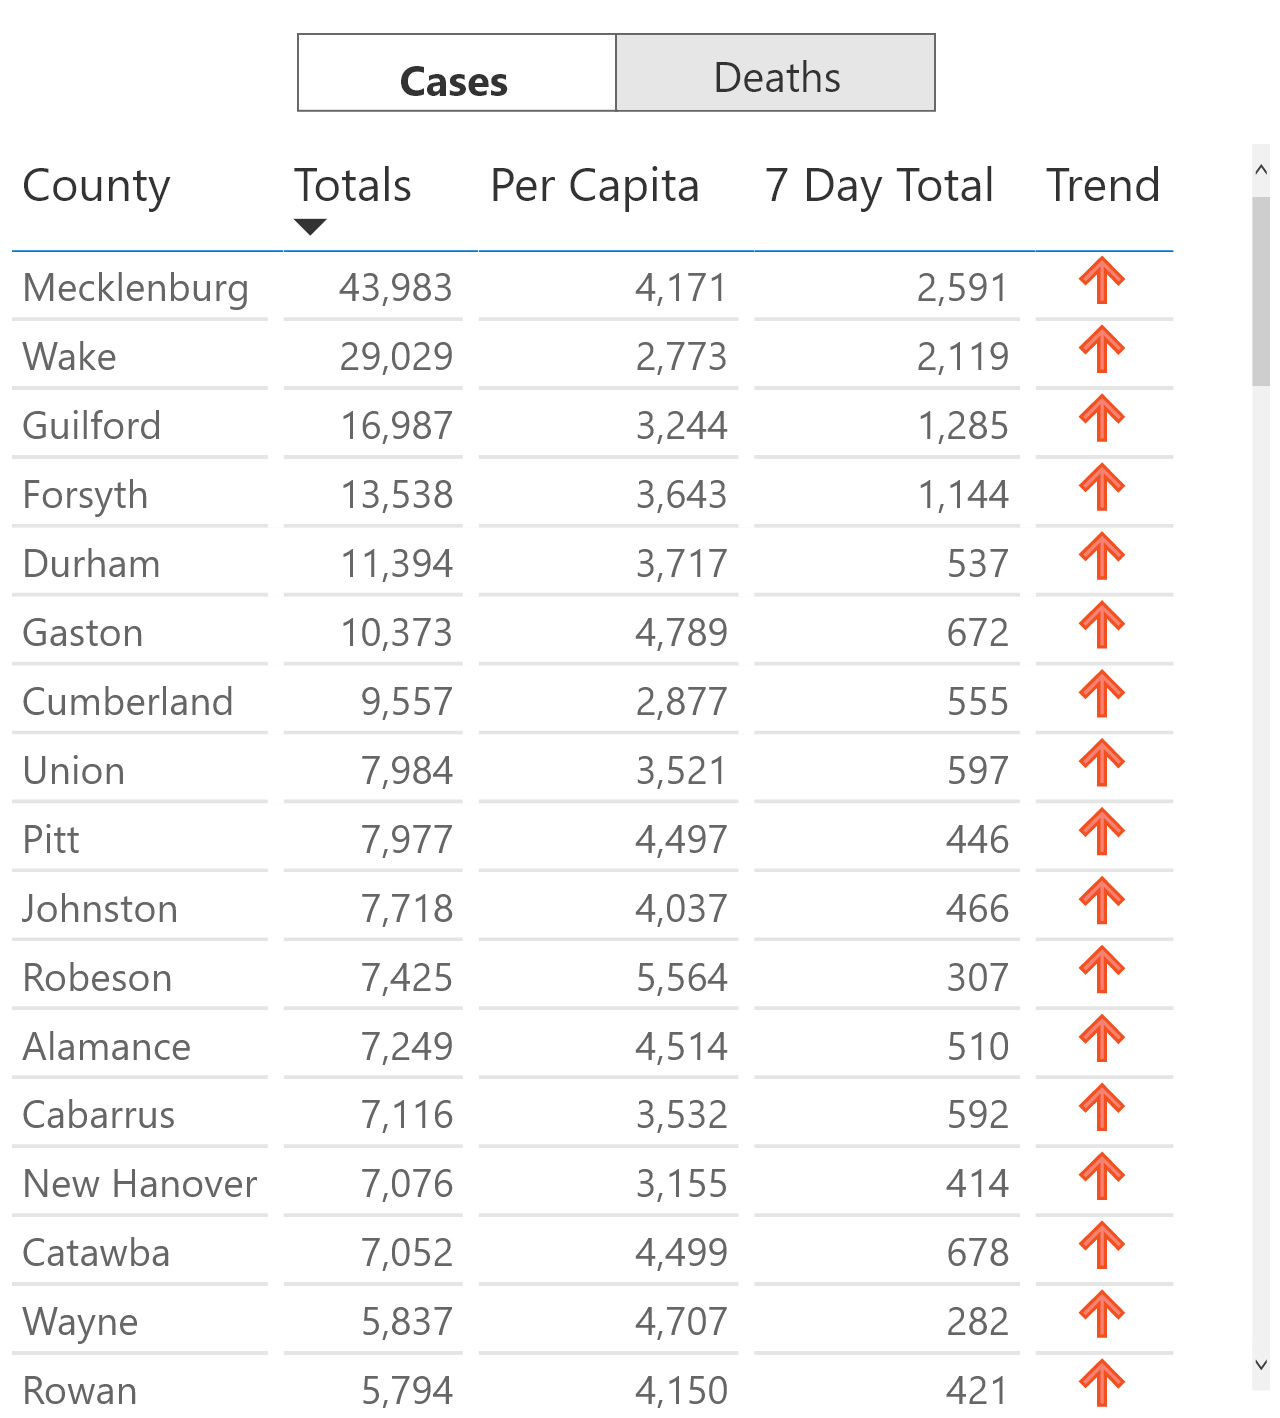 Cases Deaths
County Totals Per Capita 7 Day Total Trend
Mecklenburg 43,983 4,171 2,591
Wake 29,029 2,773 2,119
Guilford 16,987 3,244 1,285
Forsyth 13,538 3,643 1,144
Durham 11,394 3,717 537
Gaston 10,373 4,789 672
Cumberland 9,557 2,877 555
Union 7,984 3,521 597
Pitt 7,977 4,497 446
Johnston 7,718 4,037 466
Robeson 7,425 5,564 307
Alamance 7,249 4,514 510
Cabarrus 7,116 3,532 592
New Hanover 7,076 3,155 414
Catawba 7,052 4,499 678
Wayne 5,837 4,707 282
Rowan 5,794 4,150 421